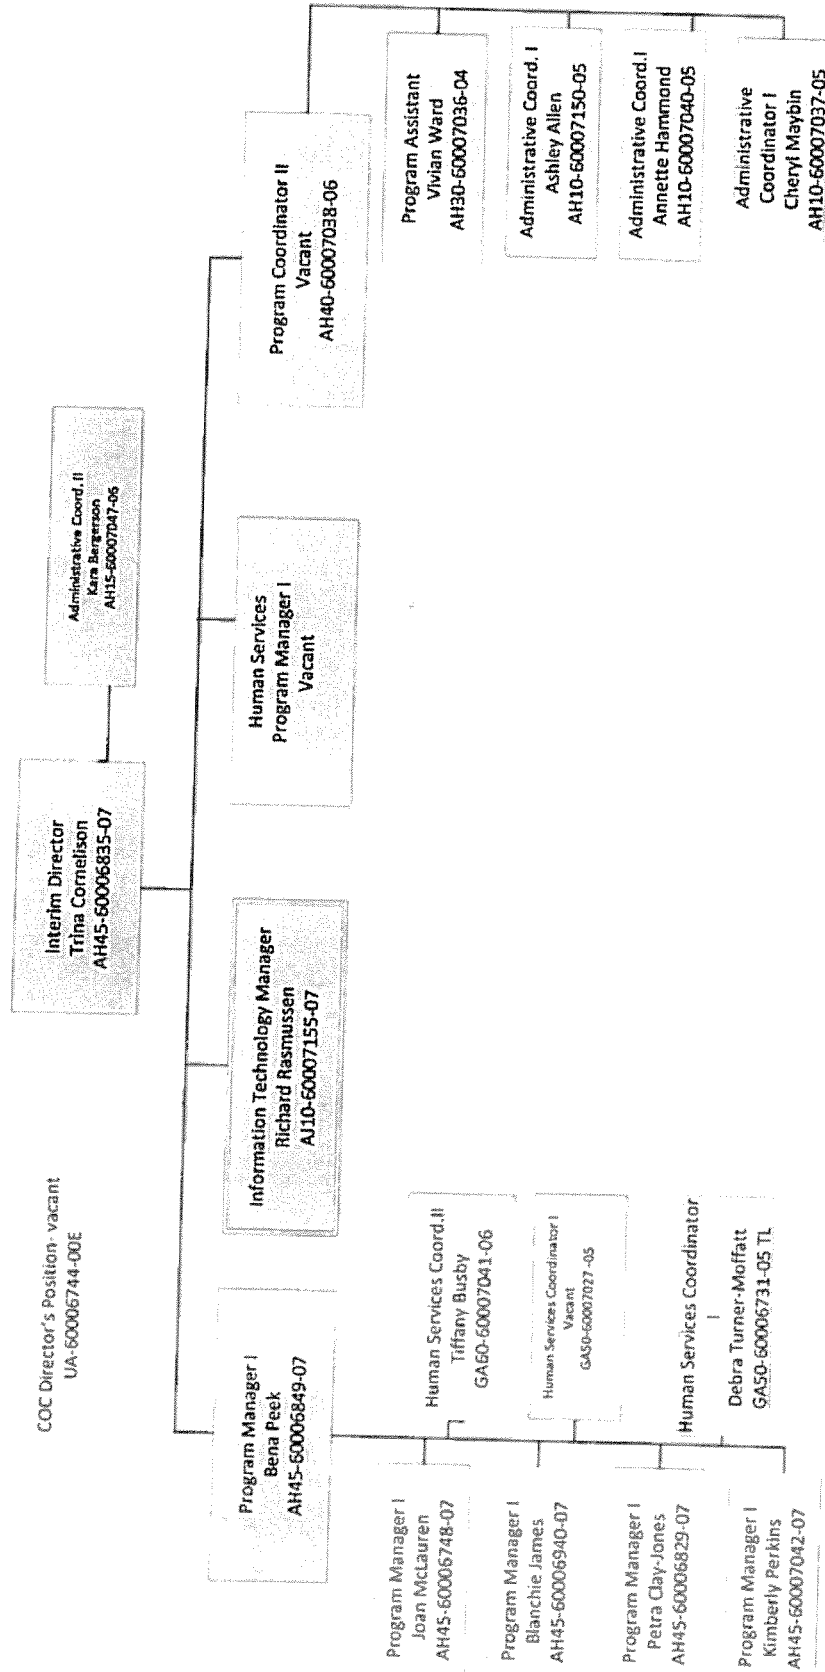 COC Director's Position- vacant
UA-60006744-00E
Interim Director
Trina Cornelison
AH45-60006835-07
Administrative Coord. II
Kara Bergerson
AH15-60007047-06
Program Manager I
Bena Peek
AH45-60006849-07
Information Technology Manager
Richard Rasmussen
AJ10-60007155-07
Human Services
Program Manager I
Vacant
Program Coordinator II
Vacant
AH40-60007038-06
Program Manager I
Joan McLauren
AH45-60006748-07
Program Manager I
Blanchie James
AH45-60006940-07
Program Manager I
Petra Clay-Jones
AH45-60006829-07
Program Manager I
Kimberly Perkins
AH45-60007042-07
Human Services Coord.II
Tiffany Busby
GA60-60007041-06
Human Services Coordinator I
Vacant
GA50-60007027-05
Human Services Coordinator
I
Debra Turner-Moffatt
GA50-60006731-05 TL
Program Assistant
Vivian Ward
AH30-60007036-04
Administrative Coord. I
Ashley Allen
AH10-60007150-05
Administrative Coord.I
Annette Hammond
AH10-60007040-05
Administrative
Coordinator I
Cheryl Maybin
AH10-60007037-05